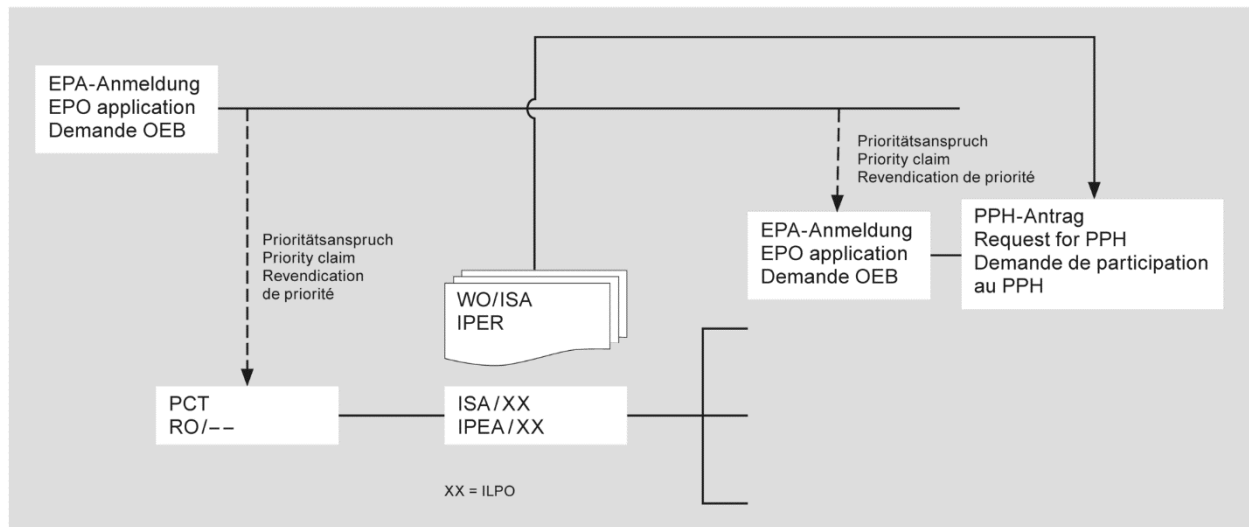 EPA-Anmeldung
EPO application
Demande OEB
Prioritätsanspruch
Priority claim
Revendication de priorité
EPA-Anmeldung
EPO application
Demande OEB
PPH-Antrag
Request for PPH
Demande de participation
au PPH
Prioritätsanspruch
Priority claim
Revendication
de priorité
WO/ISA
IPER
PCT
RO/––
ISA/XX
IPEA/XX
XX = ILPO